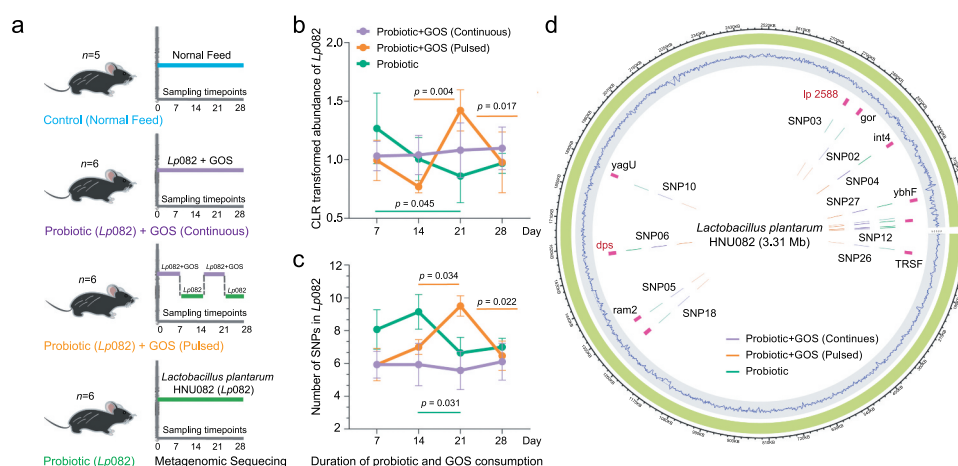 a
n=5
Normal Feed
Sampling timepoints
0 7 14 21 28
Control (Normal Feed)
n=6
Lp082 + GOS
Sampling timepoints
0 7 14 21 28
Probiotic (Lp082) + GOS (Continuous)
n=6
Lp082+GOS Lp082+GOS
Lp082 Lp082
Sampling timepoints
0 7 14 21 28
Probiotic (Lp082) + GOS (Pulsed)
n=6
Lactobacillus plantarum
HNU082 (Lp082)
Sampling timepoints
0 7 14 21 28
Probiotic (Lp082) Metagenomic Sequecing
b
Probiotic+GOS (Continuous)
Probiotic+GOS (Pulsed)
Probiotic
CLR transformed abundance of Lp082
2.0
1.5
1.0
0.5
p = 0.004
p = 0.017
p = 0.045
7 14 21 28 Day
c
Number of SNPs in Lp082
12
10
8
6
4
2
0
p = 0.034
p = 0.022
p = 0.031
7 14 21 28 Day
Duration of probiotic and GOS consumption
d
lp 2588
gor
int4
SNP03
SNP02
yagU
SNP10
SNP04
SNP27
ybhF
Lactobacillus plantarum
HNU082 (3.31 Mb)
SNP06
dps
SNP12
SNP26
TRSF
SNP05
ram2
SNP18
Probiotic+GOS (Continues)
Probiotic+GOS (Pulsed)
Probiotic